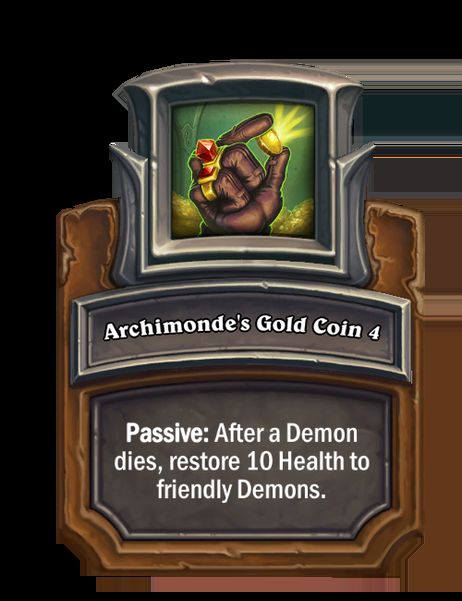 Archimonde's Gold Coin 4
Passive: After a Demon
dies, restore 10 Health to
friendly Demons.